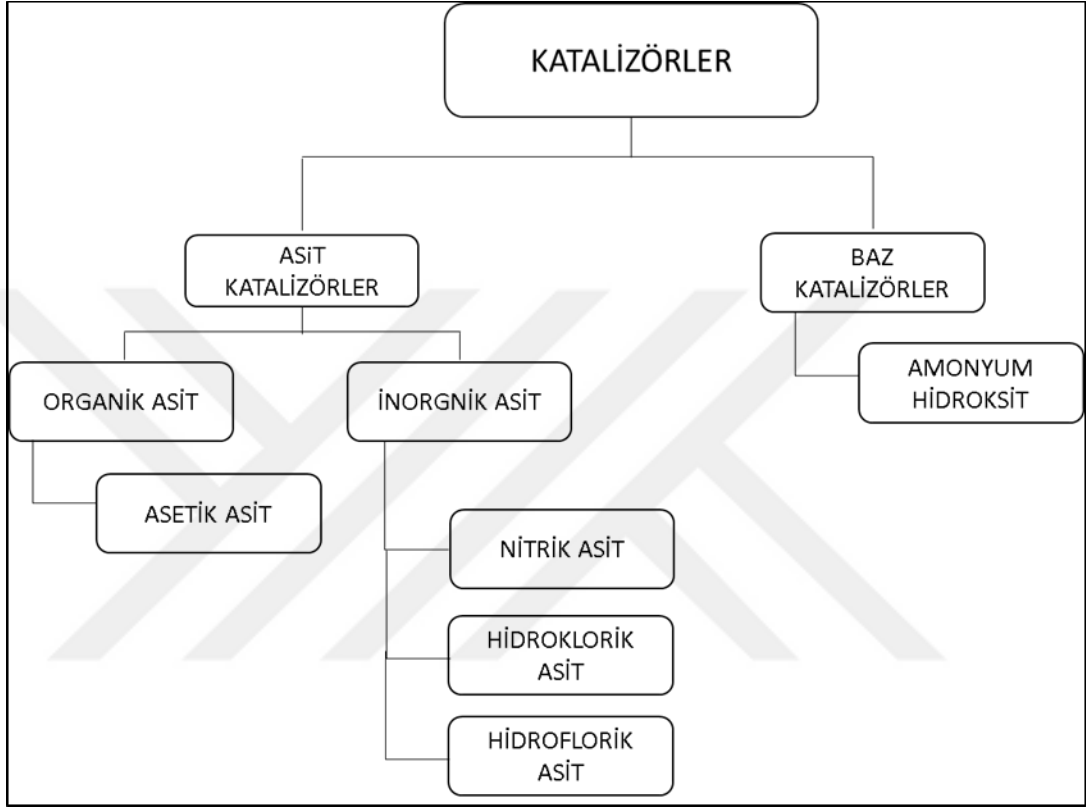 KATALİZÖRLER
ASİT
KATALİZÖRLER
BAZ
KATALİZÖRLER
ORGANİK ASİT
İNORGNİK ASİT
AMONYUM
HİDROKSİT
ASETİK ASİT
NİTRİK ASİT
HİDROKLORİK
ASİT
HİDROFLORİK
ASİT